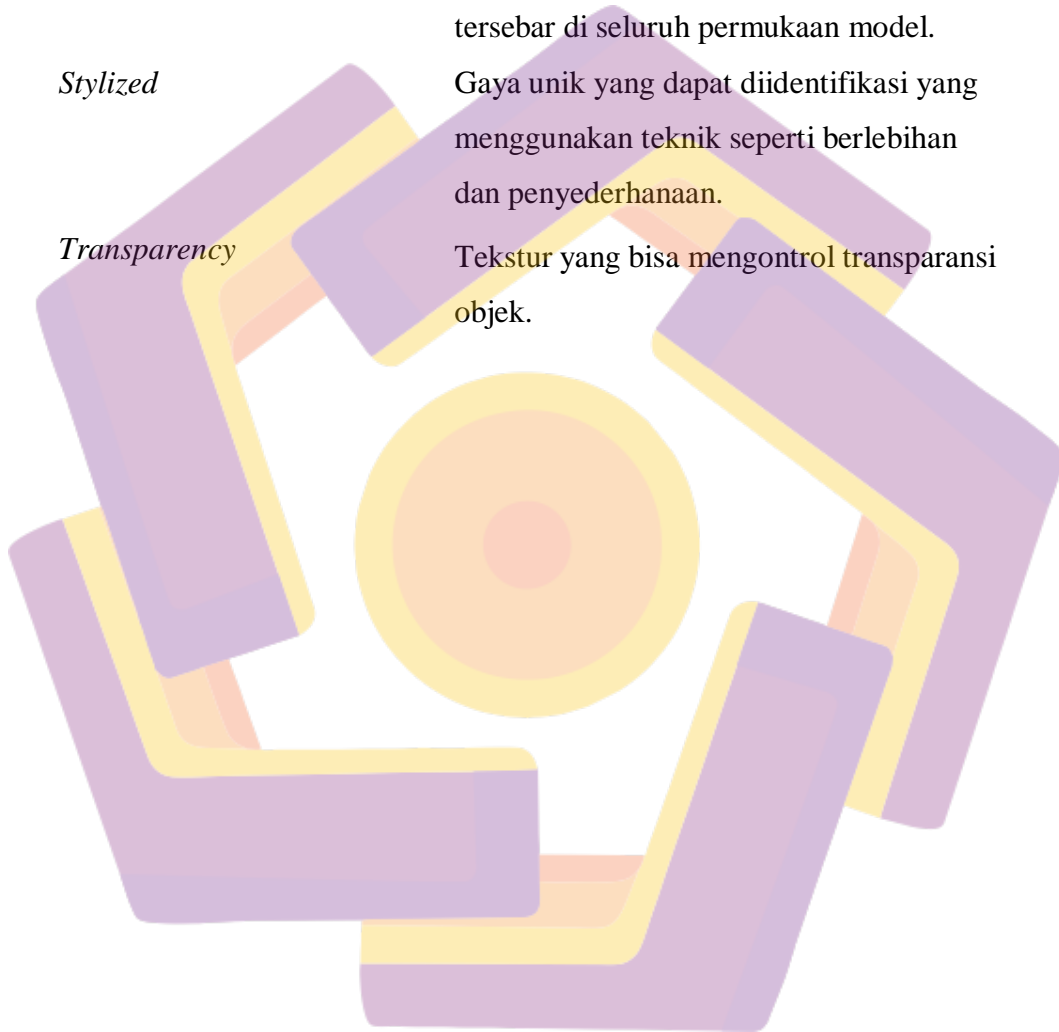 tersebar di seluruh permukaan model.
Stylized Gaya unik yang dapat diidentifikasi yang
menggunakan teknik seperti berlebihan
dan penyederhanaan.
Transparency Tekstur yang bisa mengontrol transparansi
objek.